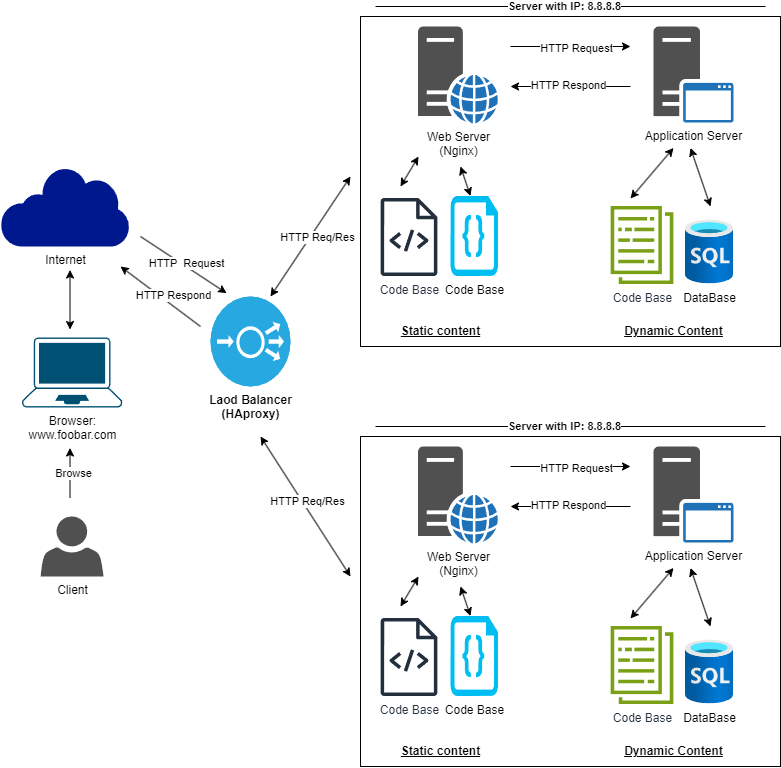 Server with IP: 8.8.8.8
HTTP Request
HTTP Respond
Web Server
(Nginx)
Application Server
Code Base
Code Base
Code Base
DataBase
Static content
Dynamic Content
HTTP Req/Res
Internet
HTTP Request
HTTP Respond
Laod Balancer
(HAproxy)
Browser:
www.foobar.com
Browse
Client
HTTP Req/Res
Server with IP: 8.8.8.8
HTTP Request
HTTP Respond
Web Server
(Nginx)
Application Server
Code Base
Code Base
Code Base
DataBase
Static content
Dynamic Content
</>
{}
SQL
</>
{}
SQL